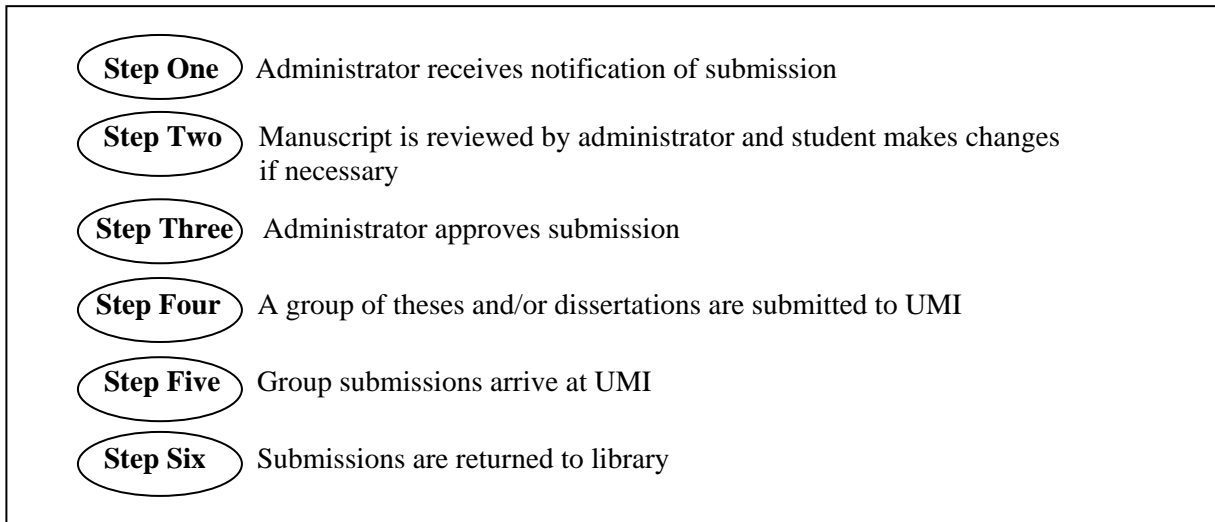 Step One Administrator receives notification of submission
Step Two Manuscript is reviewed by administrator and student makes changes
if necessary
Step Three Administrator approves submission
Step Four A group of theses and/or dissertations are submitted to UMI
Step Five Group submissions arrive at UMI
Step Six Submissions are returned to library